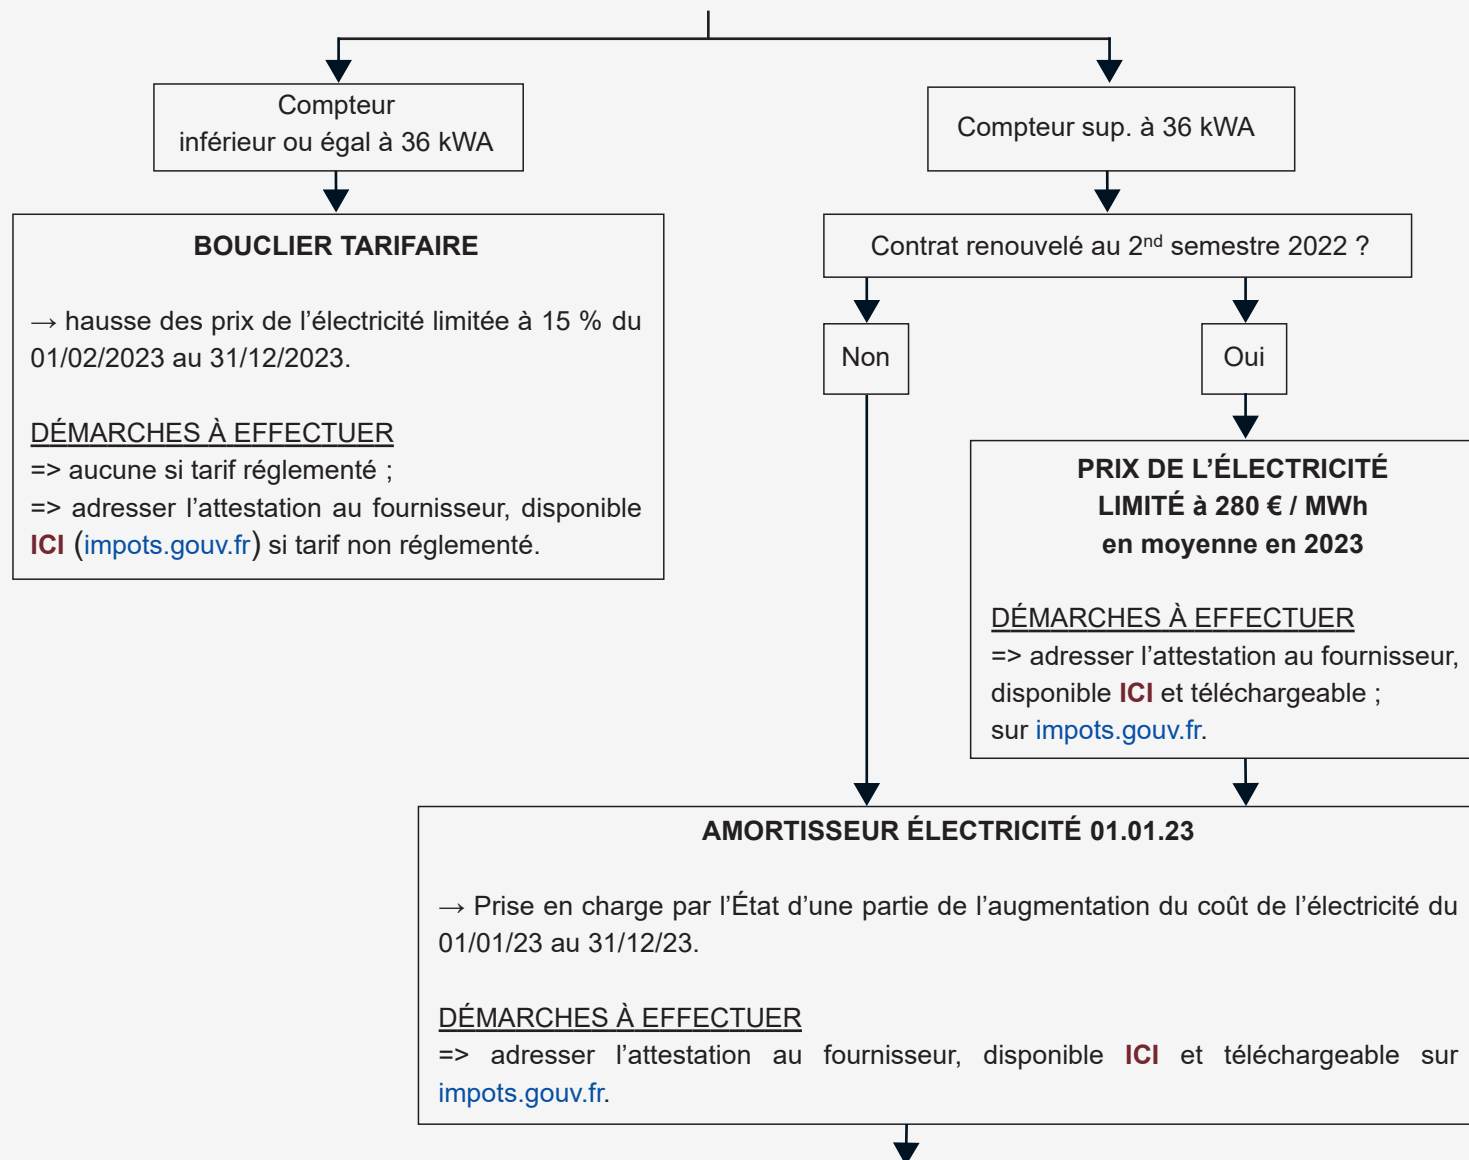 Compteur
inférieur ou égal à 36 kWA
Compteur sup. à 36 kWA
BOUCLIER TARIFAIRE
→ hausse des prix de l’électricité limitée à 15 % du
01/02/2023 au 31/12/2023.
DÉMARCHES À EFFECTUER
=> aucune si tarif réglementé ;
=> adresser l’attestation au fournisseur, disponible
ICI (impots.gouv.fr) si tarif non réglementé.
Contrat renouvelé au 2nd semestre 2022 ?
Non
Oui
PRIX DE L’ÉLECTRICITÉ
LIMITÉ à 280 € / MWh
en moyenne en 2023
DÉMARCHES À EFFECTUER
=> adresser l’attestation au fournisseur,
disponible ICI et téléchargeable ;
sur impots.gouv.fr.
AMORTISSEUR ÉLECTRICITÉ 01.01.23
→ Prise en charge par l’État d’une partie de l’augmentation du coût de l’électricité du
01/01/23 au 31/12/23.
DÉMARCHES À EFFECTUER
=> adresser l’attestation au fournisseur, disponible ICI et téléchargeable sur
impots.gouv.fr.